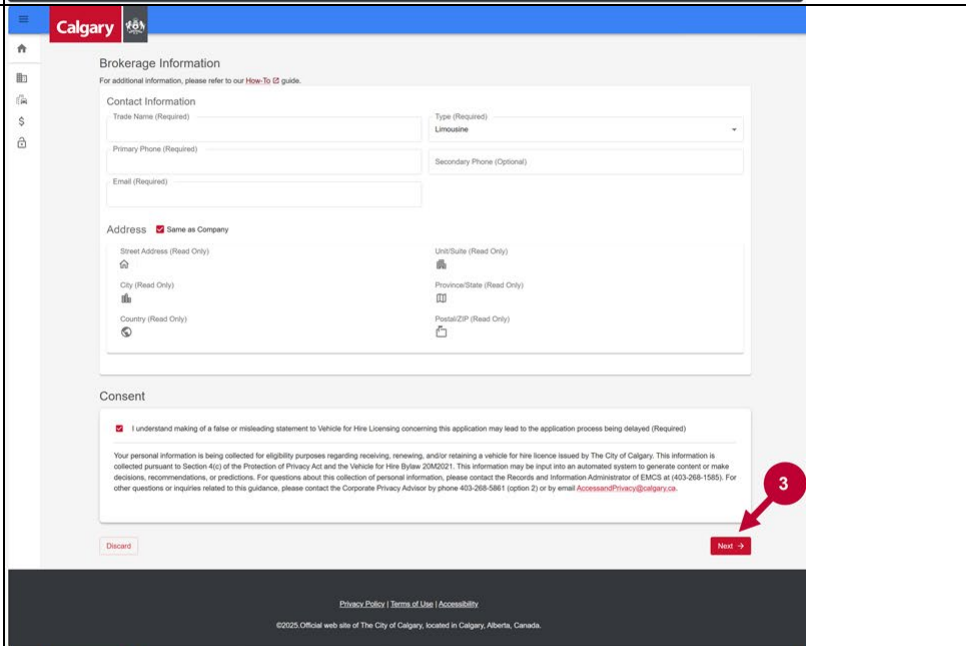 Calgary
Brokerage Information
For additional information, please refer to our How-To guide.
Contact Information
Trade Name (Required)
Type (Required)
Limousine
Primary Phone (Required)
Secondary Phone (Optional)
Email (Required)
Address Same as Company
Street Address (Read Only)
Unit/Suite (Read Only)
City (Read Only)
Province/State (Read Only)
Country (Read Only)
Postal/ZIP (Read Only)
Consent
I understand making of a false or misleading statement to Vehicle for Hire Licensing concerning this application may lead to the application process being delayed (Required)
Your personal information is being collected for eligibility purposes regarding receiving, renewing, and/or retaining a vehicle for hire licence issued by The City of Calgary. This information is
collected pursuant to Section 4(c) of the Protection of Privacy Act and the Vehicle for Hire Bylaw 20M2021. This information may be input into an automated system to generate content or make
decisions, recommendations, or predictions. For questions about this collection of personal information, please contact the Records and Information Administrator of EMCS at (403-268-1585). For
other questions or inquiries related to this guidance, please contact the Corporate Privacy Advisor by phone 403-268-5861 (option 2) or by email AccessandPrivacy@calgary.ca.
3
Discard
Next →
Privacy Policy | Terms of Use | Accessibility
©2025.Official web site of The City of Calgary, located in Calgary, Alberta, Canada.